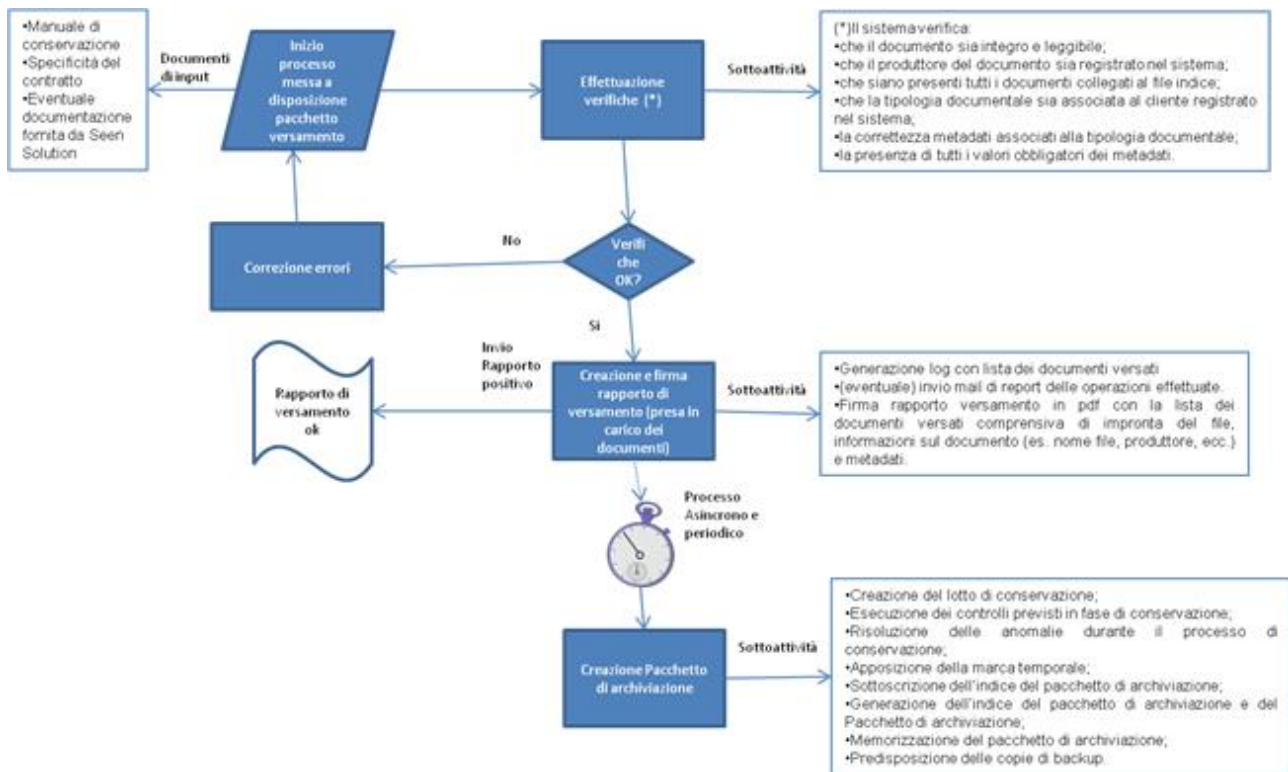 •Manuale di
conservazione
•Specificità del
contratto
•Eventuale
documentazione
fornita da Seen
Solution
Documenti
di input
Inizio
processo
messa a
disposizione
pacchetto
versamento
Effettuazione
verifiche (*)
Sottoattività
(*)Il sistema verifica:
•che il documento sia integro e leggibile;
•che il produttore del documento sia registrato nel sistema;
•che siano presenti tutti i documenti collegati al file indice;
•che la tipologia documentale sia associata al cliente registrato
nel sistema;
•la correttezza metadati associati alla tipologia documentale;
•la presenza di tutti i valori obbligatori dei metadati.
Correzione errori
No
Verifi
che
OK?
Si
Rapporto di
versamento
ok
Invio
Rapporto
positivo
Creazione e firma
rapporto di
versamento (presa in
carico dei
documenti)
Sottoattività
•Generazione log con lista dei documenti versati
•(eventuale) invio mail di report delle operazioni effettuate.
•Firma rapporto versamento in pdf con la lista dei
documenti versati comprensiva di impronta del file,
informazioni sul documento (es. nome file, produttore, ecc.)
e metadati.
Processo
Asincrono e
periodico
Creazione Pacchetto
di archiviazione
Sottoattività
•Creazione del lotto di conservazione;
•Esecuzione dei controlli previsti in fase di conservazione;
•Risoluzione delle anomalie durante il processo di
conservazione;
•Apposizione della marca temporale;
•Sottoscrizione dell'indice del pacchetto di archiviazione;
•Generazione dell'indice del pacchetto di archiviazione e del
Pacchetto di archiviazione;
•Memorizzazione del pacchetto di archiviazione;
•Predisposizione delle copie di backup.